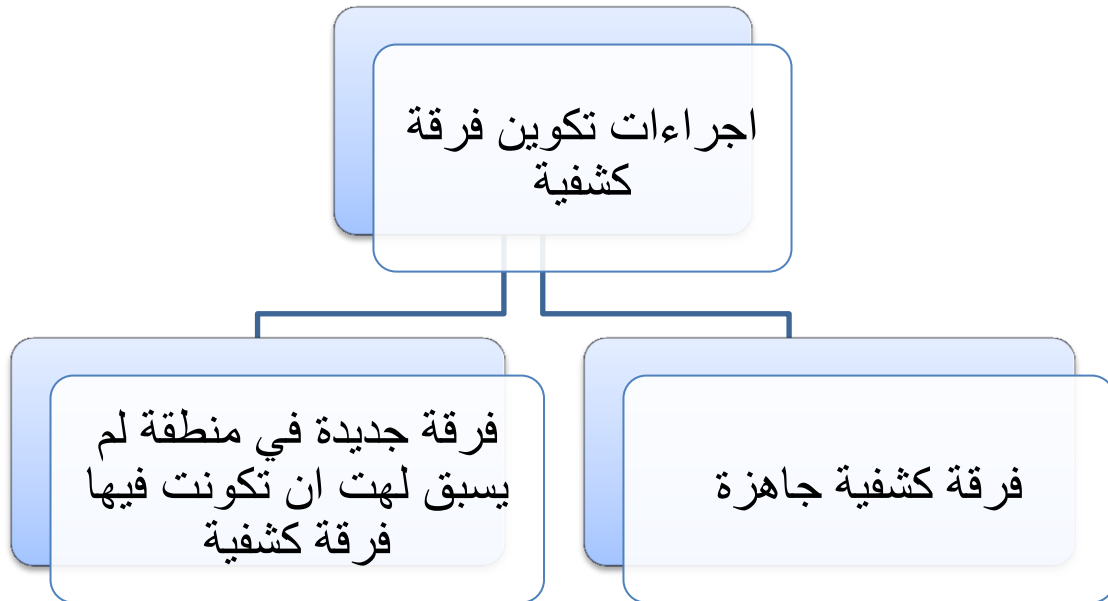 اجراءات تكوين فرقة
كشفية
فرقة كشفية جاهزة
فرقة جديدة في منطقة لم
يسبق لهت ان تكونت فيها
فرقة كشفية